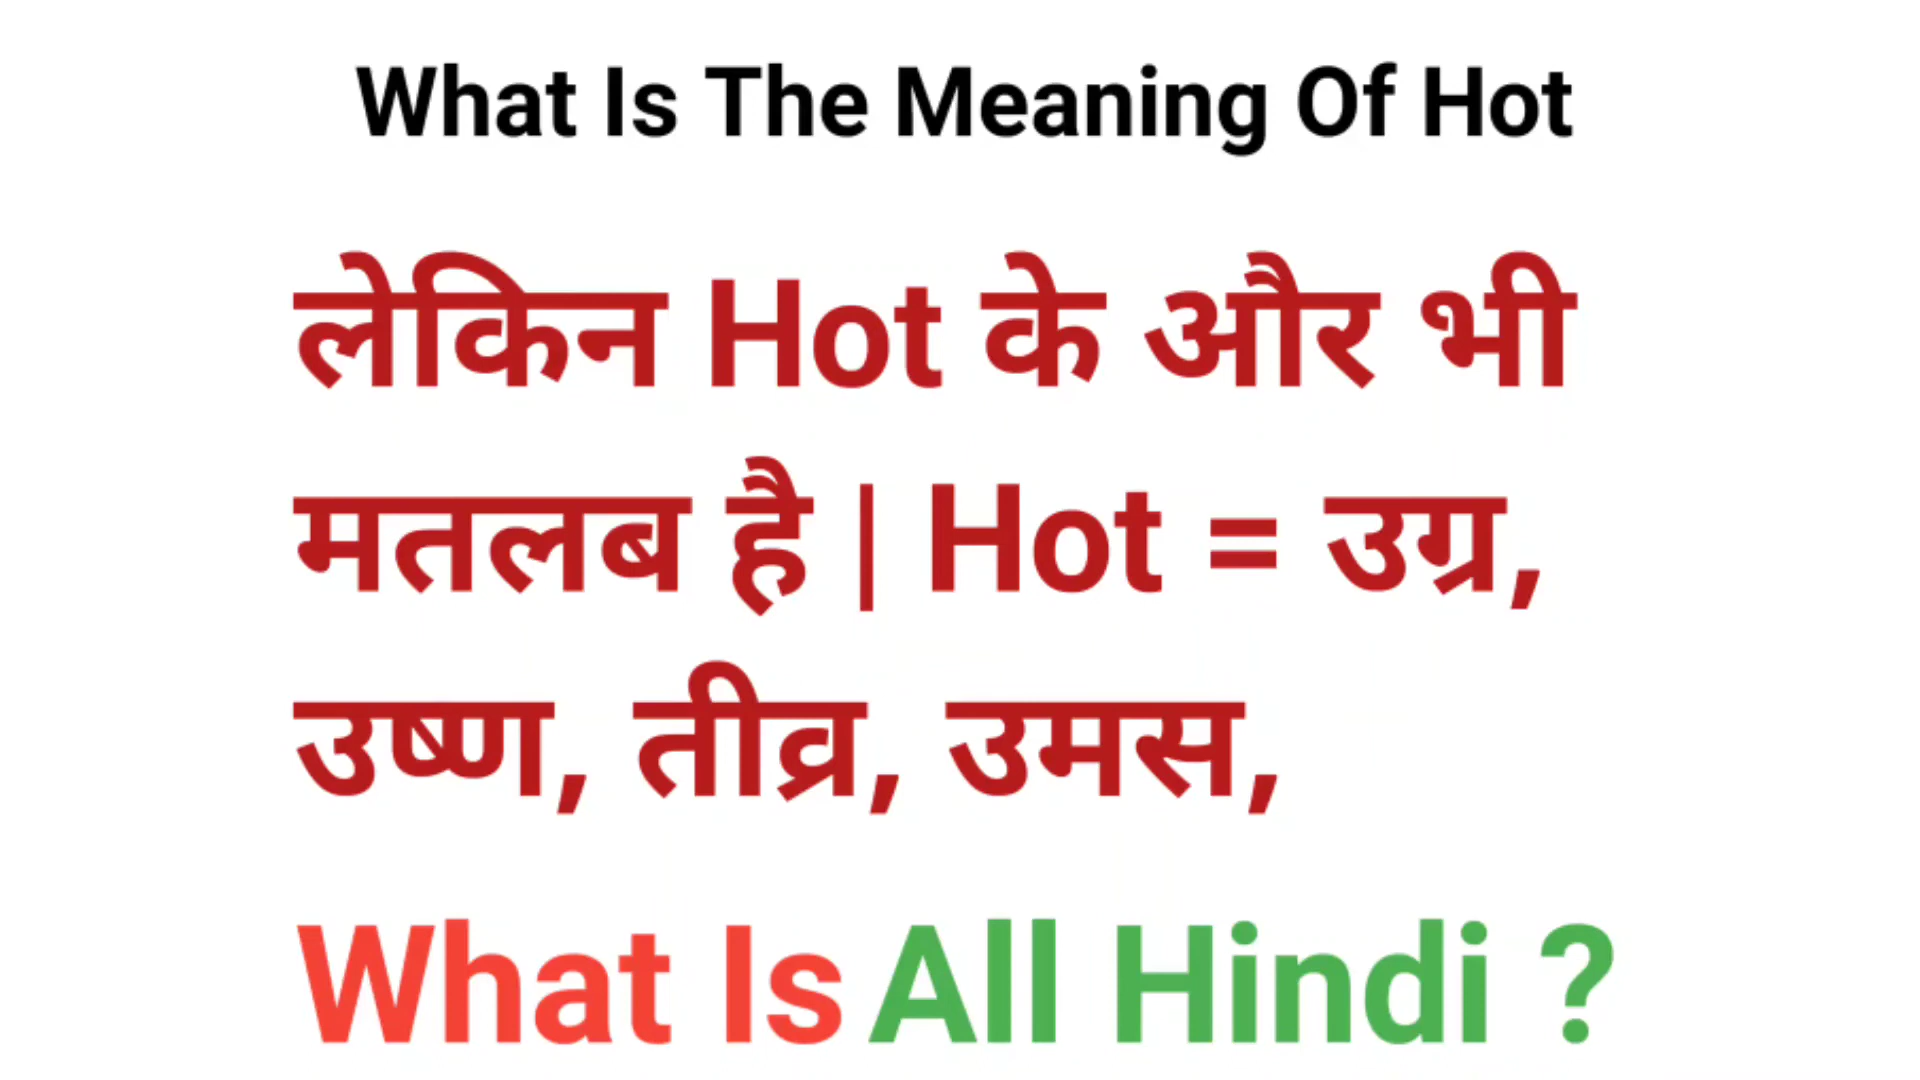 What Is The Meaning Of Hot
लेकिन Hot के और भी
मतलब है | Hot = उग्र,
उष्ण, तीव्र, उमस,
What Is All Hindi ?